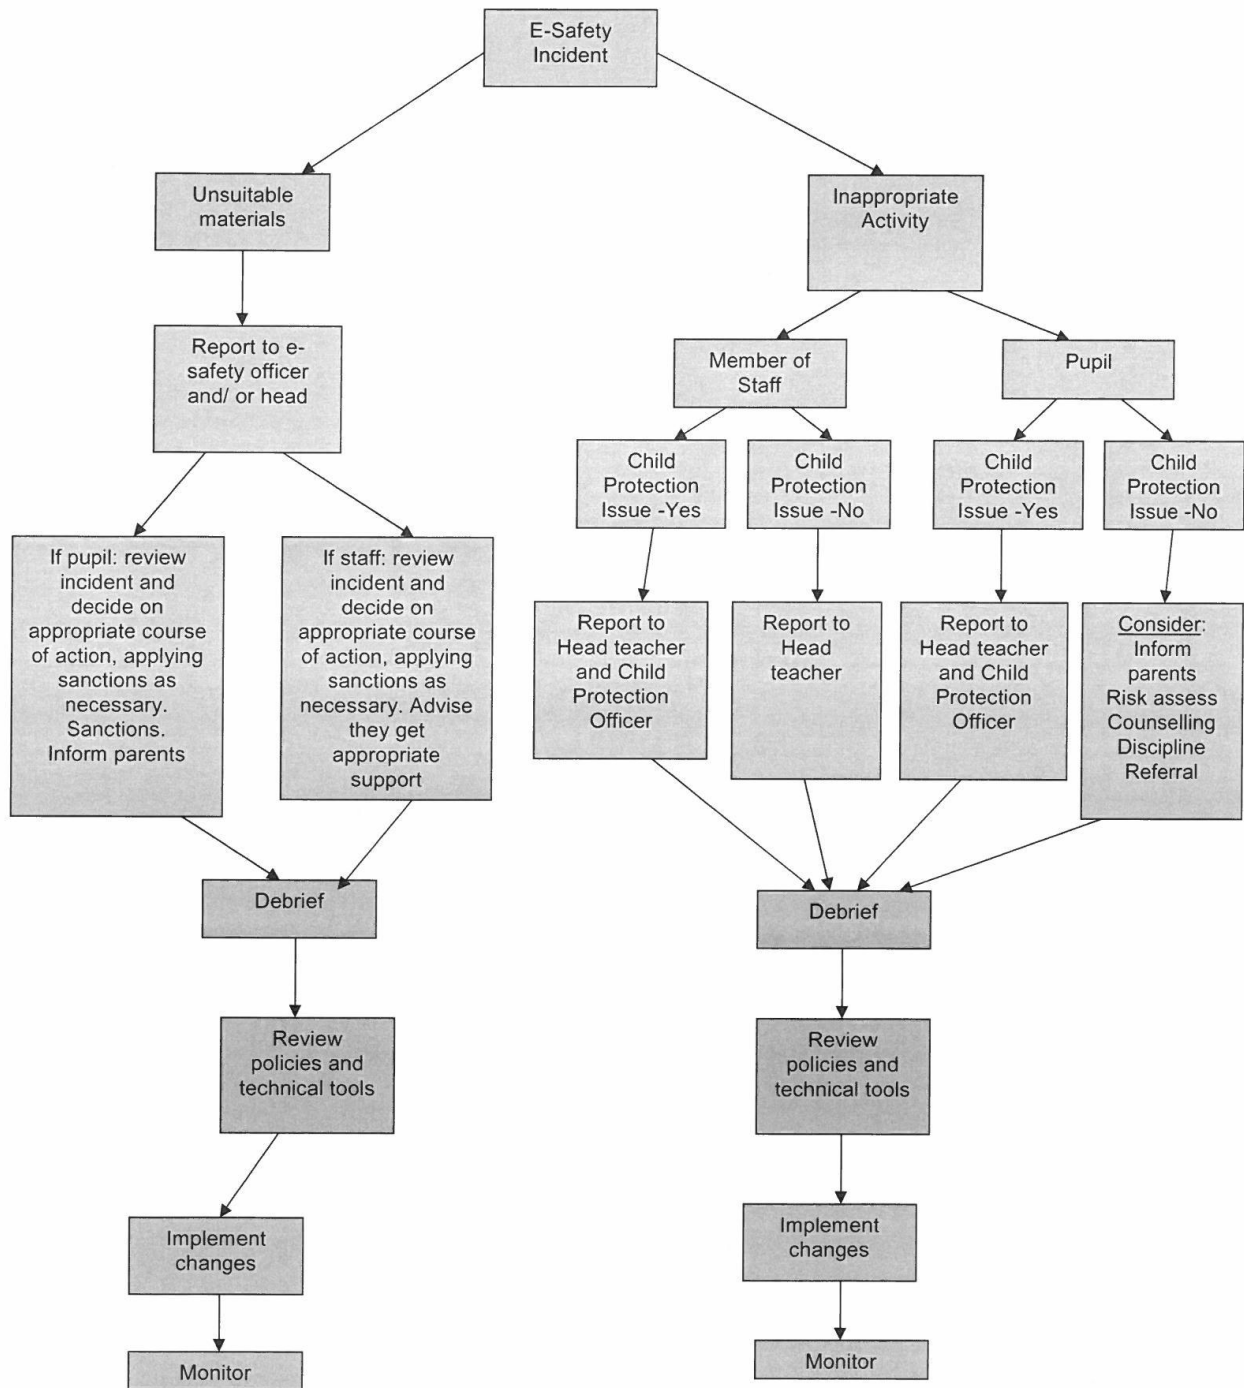 E-Safety
Incident
Unsuitable
materials
Inappropriate
Activity
Report to e-
safety officer
and/ or head
Member of
Staff
Pupil
Child
Protection
Issue -Yes
Child
Protection
Issue -No
Child
Protection
Issue -Yes
Child
Protection
Issue -No
If pupil: review
incident and
decide on
appropriate course
of action, applying
sanctions as
necessary.
Sanctions.
Inform parents
If staff: review
incident and
decide on
appropriate course
of action, applying
sanctions as
necessary. Advise
they get
appropriate
support
Report to
Head teacher
and Child
Protection
Officer
Report to
Head
teacher
Report to
Head teacher
and Child
Protection
Officer
Consider:
Inform
parents
Risk assess
Counselling
Discipline
Referral
Debrief
Debrief
Review
policies and
technical tools
Review
policies and
technical tools
Implement
changes
Implement
changes
Monitor
Monitor